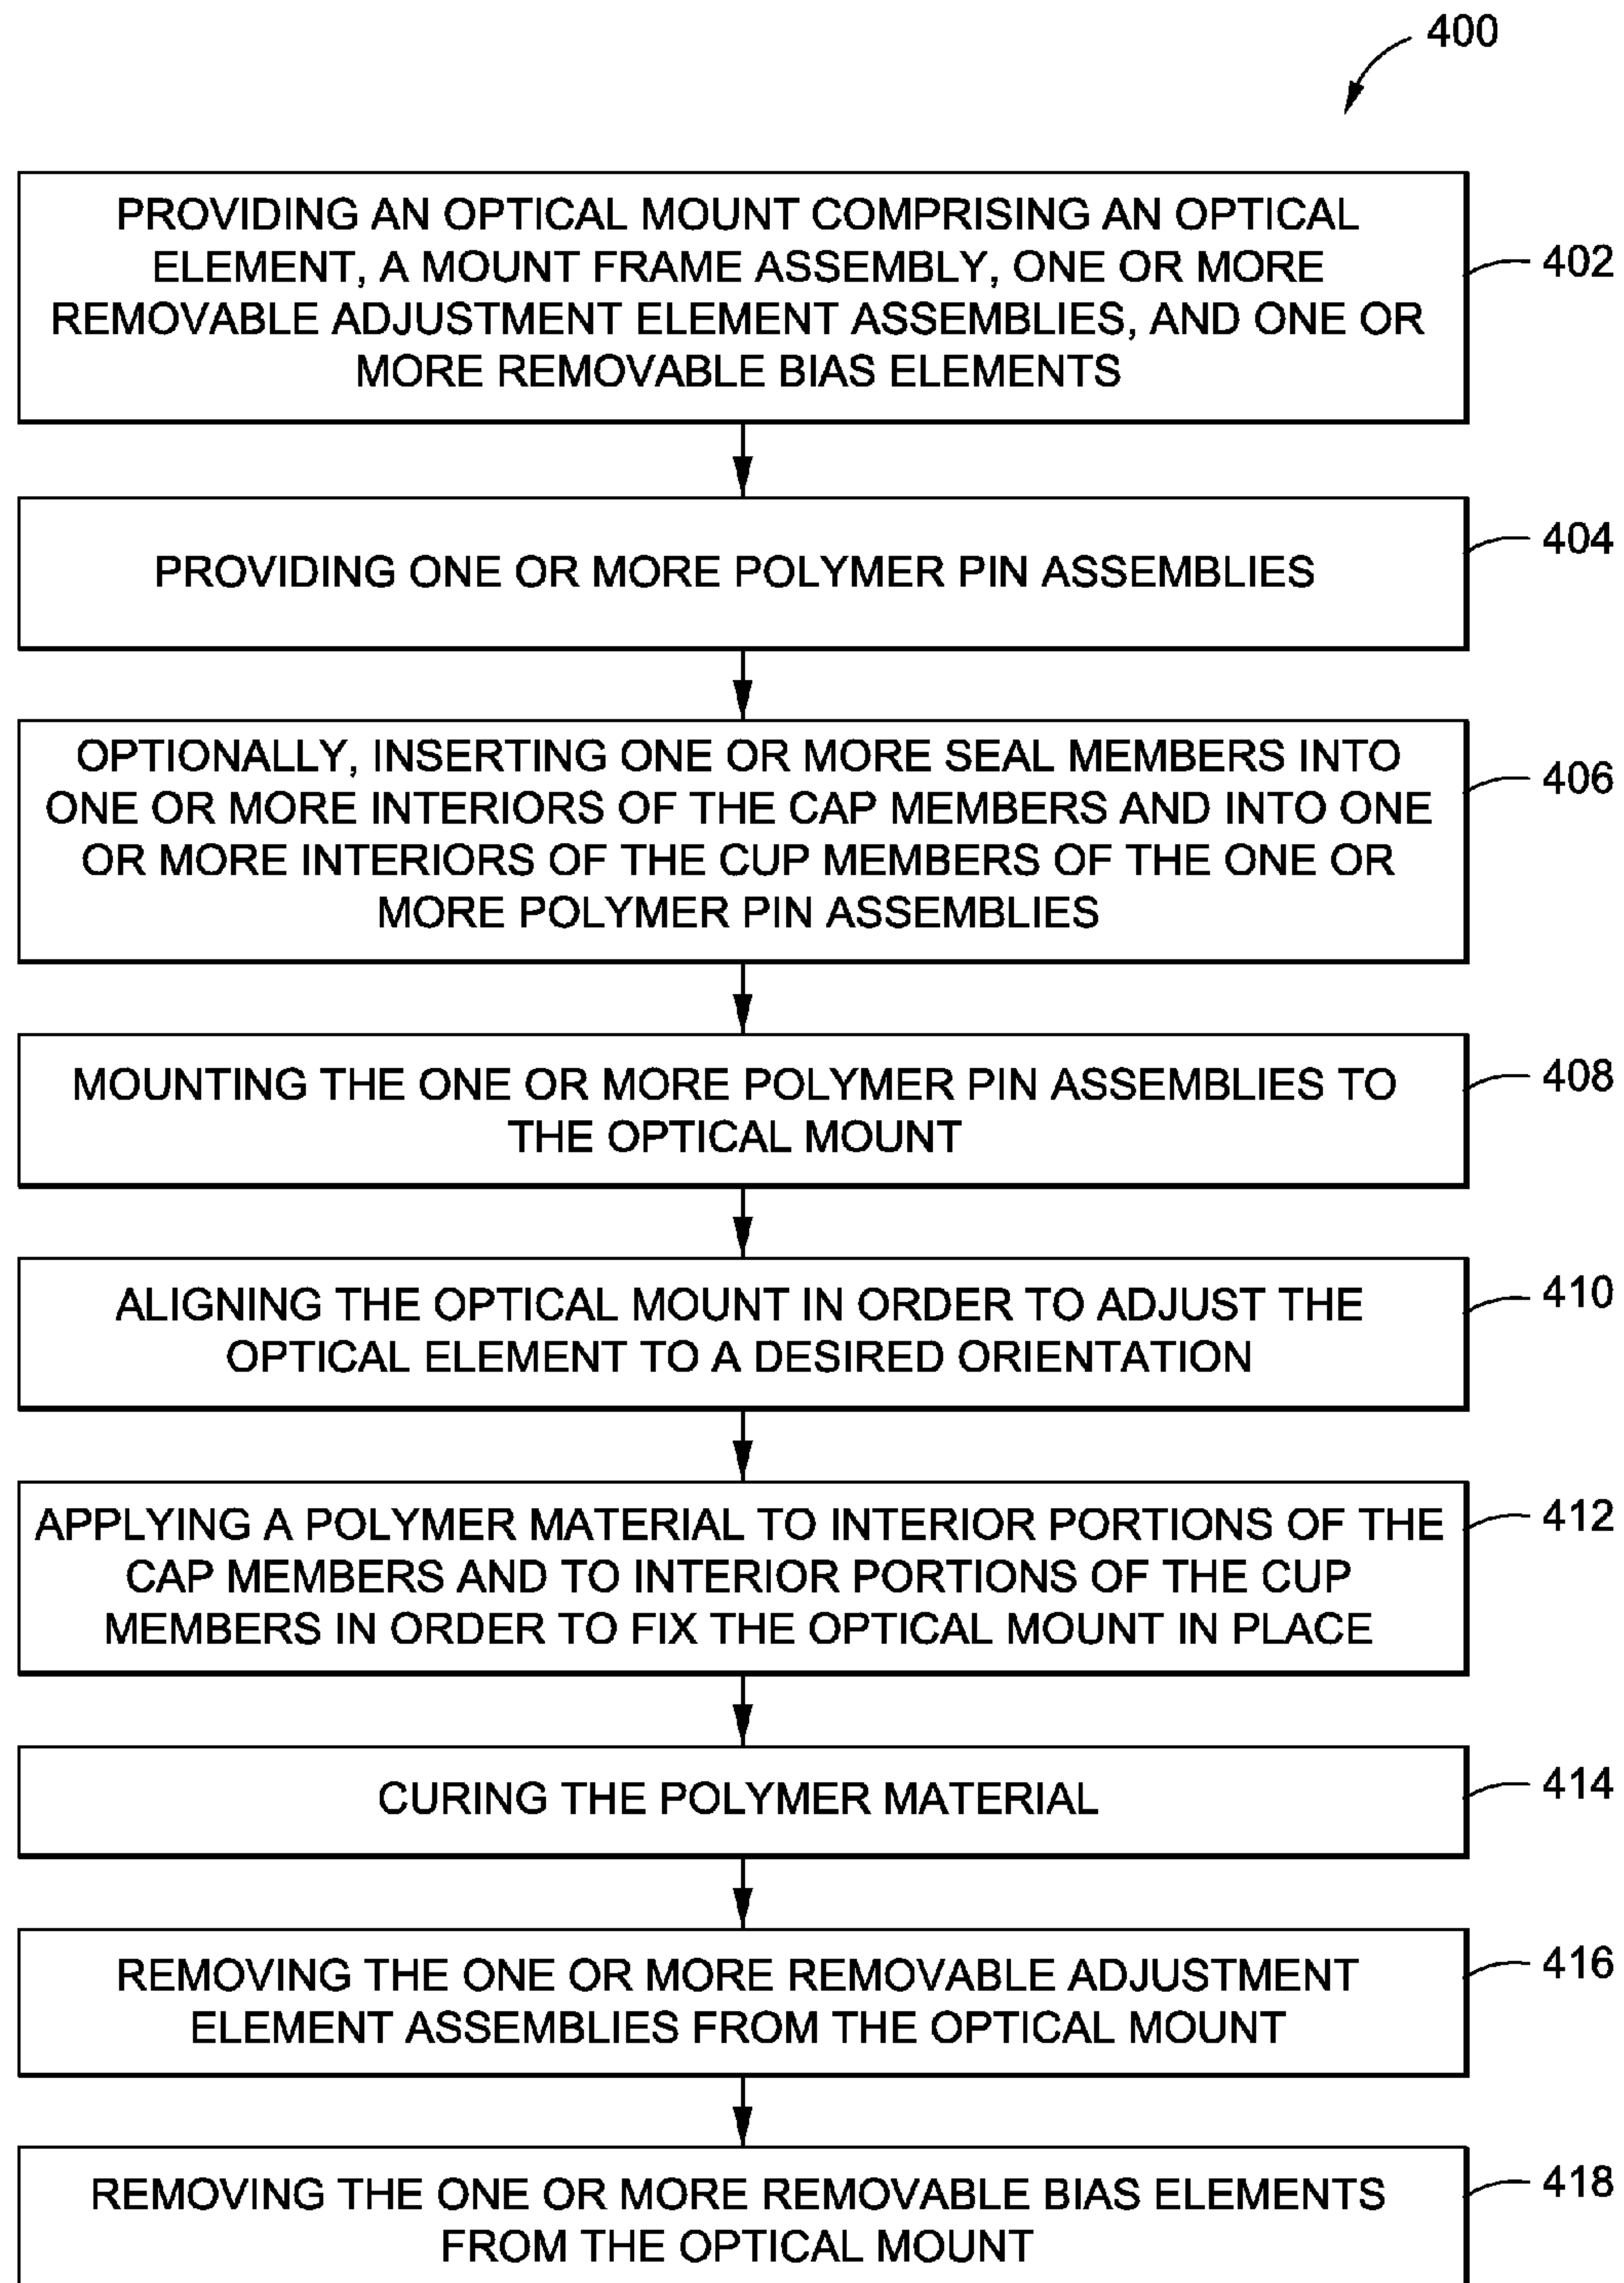 400
PROVIDING AN OPTICAL MOUNT COMPRISING AN OPTICAL
ELEMENT, A MOUNT FRAME ASSEMBLY, ONE OR MORE
REMOVABLE ADJUSTMENT ELEMENT ASSEMBLIES, AND ONE OR
MORE REMOVABLE BIAS ELEMENTS
402
PROVIDING ONE OR MORE POLYMER PIN ASSEMBLIES
404
OPTIONALLY, INSERTING ONE OR MORE SEAL MEMBERS INTO
ONE OR MORE INTERIORS OF THE CAP MEMBERS AND INTO ONE
OR MORE INTERIORS OF THE CUP MEMBERS OF THE ONE OR
MORE POLYMER PIN ASSEMBLIES
406
MOUNTING THE ONE OR MORE POLYMER PIN ASSEMBLIES TO
THE OPTICAL MOUNT
408
ALIGNING THE OPTICAL MOUNT IN ORDER TO ADJUST THE
OPTICAL ELEMENT TO A DESIRED ORIENTATION
410
APPLYING A POLYMER MATERIAL TO INTERIOR PORTIONS OF THE
CAP MEMBERS AND TO INTERIOR PORTIONS OF THE CUP
MEMBERS IN ORDER TO FIX THE OPTICAL MOUNT IN PLACE
412
CURING THE POLYMER MATERIAL
414
REMOVING THE ONE OR MORE REMOVABLE ADJUSTMENT
ELEMENT ASSEMBLIES FROM THE OPTICAL MOUNT
416
REMOVING THE ONE OR MORE REMOVABLE BIAS ELEMENTS
FROM THE OPTICAL MOUNT
418